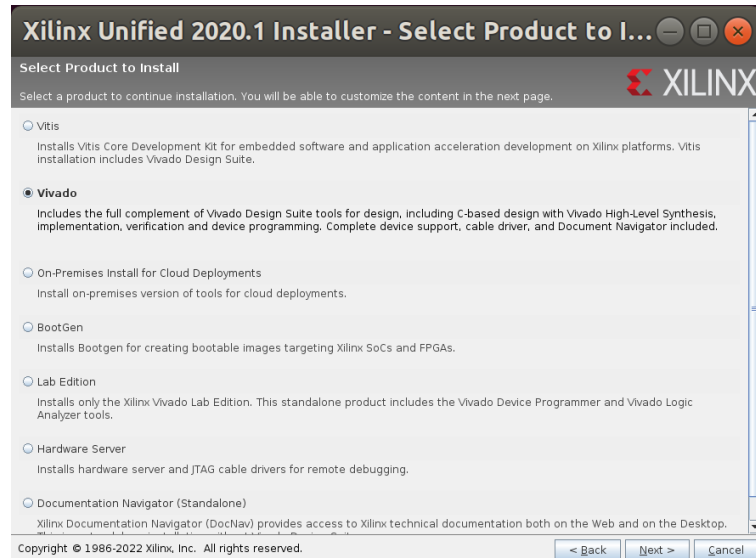 Xilinx Unified 2020.1 Installer - Select Product to I...
Select Product to Install
Select a product to continue installation. You will be able to customize the content in the next page.
XILINX
Vitis
Installs Vitis Core Development Kit for embedded software and application acceleration development on Xilinx platforms. Vitis
installation includes Vivado Design Suite.
Vivado
Includes the full complement of Vivado Design Suite tools for design, including C-based design with Vivado High-Level Synthesis,
implementation, verification and device programming. Complete device support, cable driver, and Document Navigator included.
On-Premises Install for Cloud Deployments
Install on-premises version of tools for cloud deployments.
BootGen
Installs Bootgen for creating bootable images targeting Xilinx SoCs and FPGAs.
Lab Edition
Installs only the Xilinx Vivado Lab Edition. This standalone product includes the Vivado Device Programmer and Vivado Logic
Analyzer tools.
Hardware Server
Installs hardware server and JTAG cable drivers for remote debugging.
Documentation Navigator (Standalone)
Xilinx Documentation Navigator (DocNav) provides access to Xilinx technical documentation both on the Web and on the Desktop.
Copyright © 1986-2022 Xilinx, Inc. All rights reserved.
< Back
Next >
Cancel